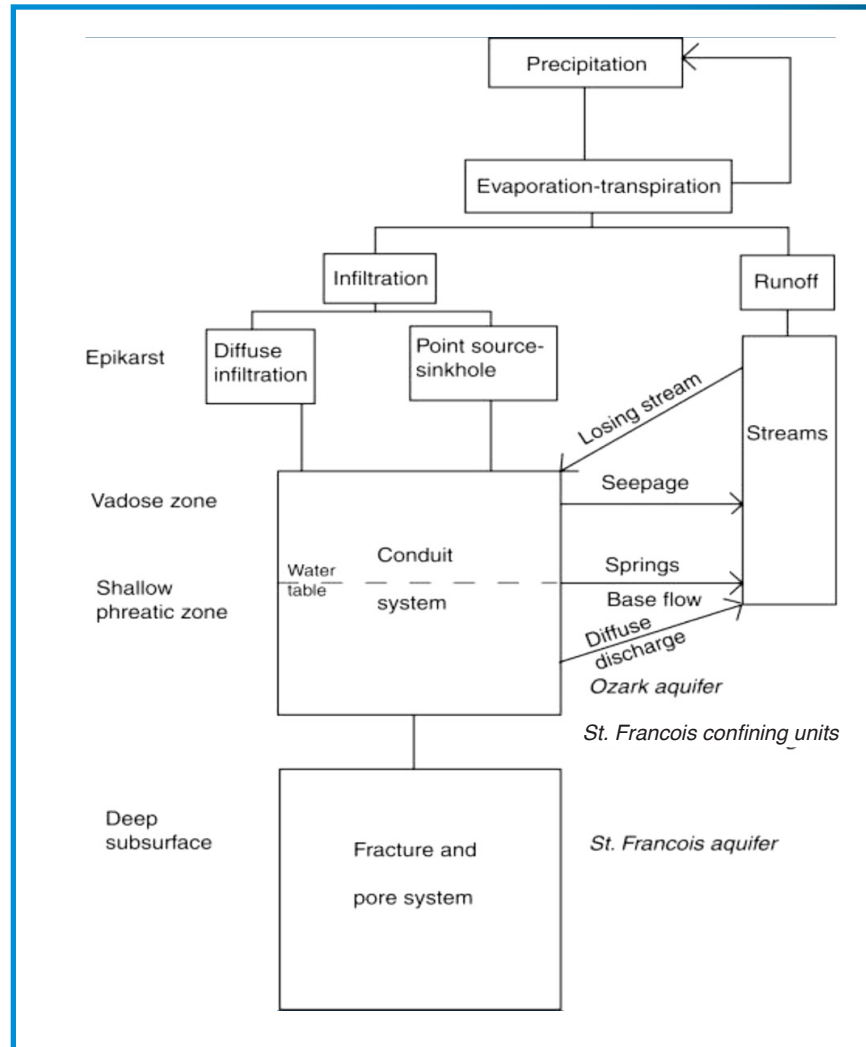 Precipitation
Evaporation-transpiration
Infiltration
Runoff
Epikarst
Diffuse
infiltration
Point source-
sinkhole
Losing stream
Streams
Vadose zone
Seepage
Conduit
system
Water
table
Shallow
phreatic zone
Springs
Base flow
Diffuse
discharge
Ozark aquifer
St. Francois confining units
Deep
subsurface
Fracture and
pore system
St. Francois aquifer